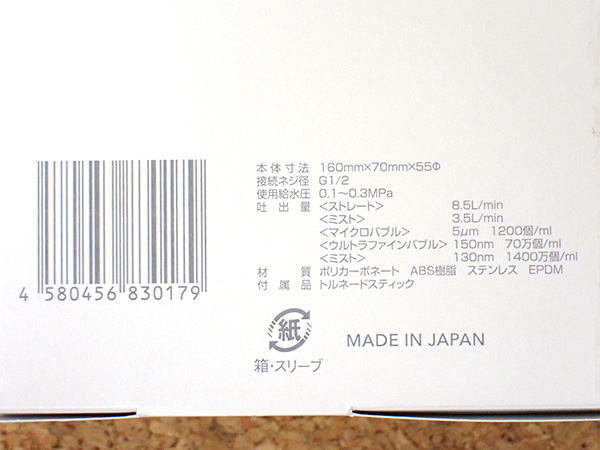 本体寸法 160mm×70mm×55Φ
接続ネジ径 G1/2
使用給水圧 0.1～0.3MPa
吐出量 <ストレート> 8.5L/min
<ミスト> 3.5L/min
<マイクロバブル> 5μm 1200個/ml
<ウルトラファインバブル> 150nm 70万個/ml
<ミスト> 130nm 1400万個/ml
材質 ポリカーボネート ABS樹脂 ステンレス EPDM
付属品 トルネードスティック
4 580456 830179
紙
箱・スリーブ
MADE IN JAPAN